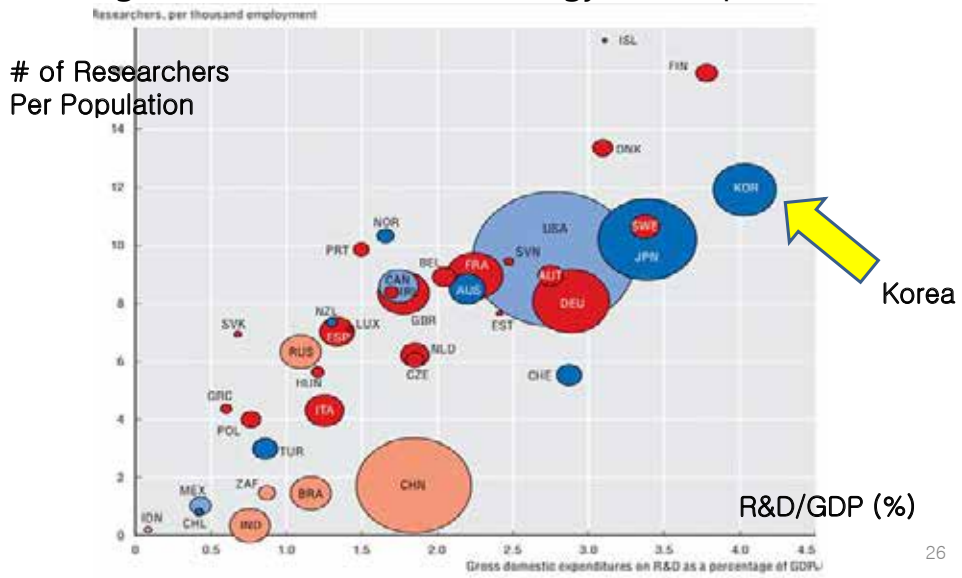 Researchers, per thousand employment
# of Researchers
Per Population
ISL
FIN
14
DNK
12
KOR
NOR
USA
SWE
10
PRT
SVN
JPN
BEL
FRA
AUT
CAN
AUS
Korea
8
DEU
NZL
LUX
GBR
EST
SVK
ESP
RUS
NLD
6
HUN
CZE
CHE
GRC
ITA
4
POL
TUR
2
MEX
ZAF
BRA
CHN
R&D/GDP (%)
IDN
CHL
IND
0
0 0.5 1.0 1.5 2.0 2.5 3.0 3.5 4.0 4.5
Gross domestic expenditures on R&D as a percentage of GDP,
26